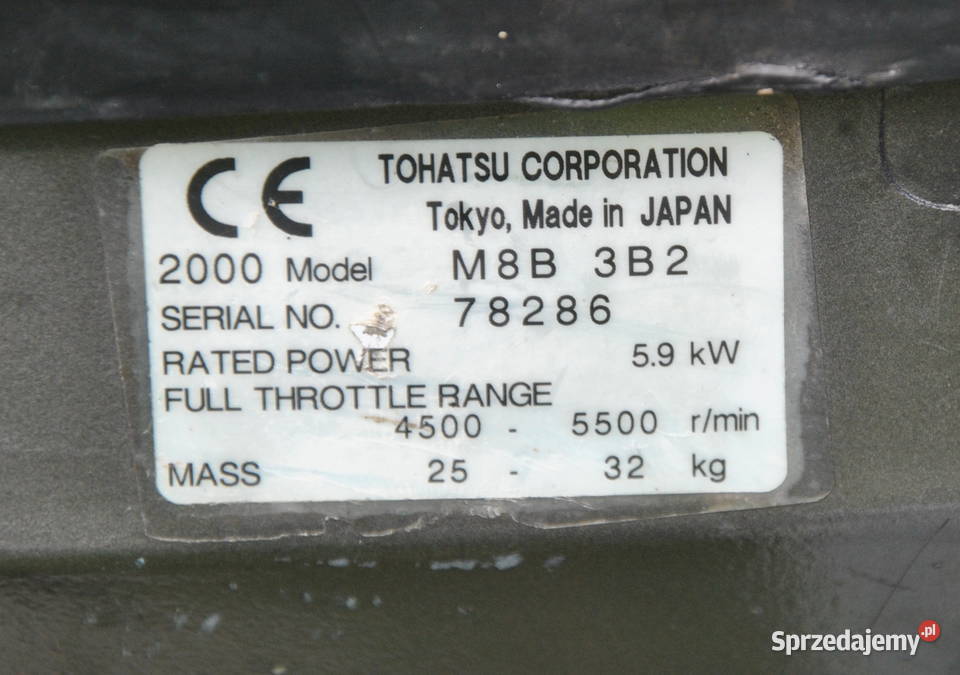 CE TOHATSU CORPORATION
Tokyo, Made in JAPAN
2000 Model M8B 3B2
SERIAL NO. 78286
RATED POWER 5.9 kW
FULL THROTTLE RANGE
4500 - 5500 r/min
MASS 25 - 32 kg
Sprzedajemy.pl